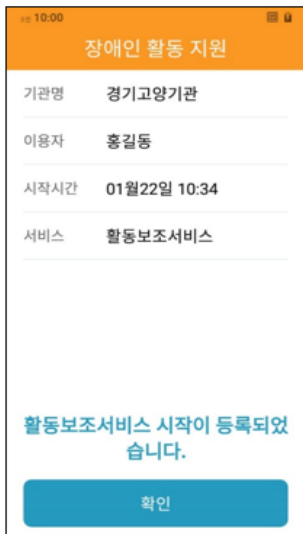 오전 10:00
장애인 활동 지원
기관명 경기고양기관
이용자 홍길동
시작시간 01월22일 10:34
서비스 활동보조서비스
활동보조서비스 시작이 등록되었
습니다.
확인